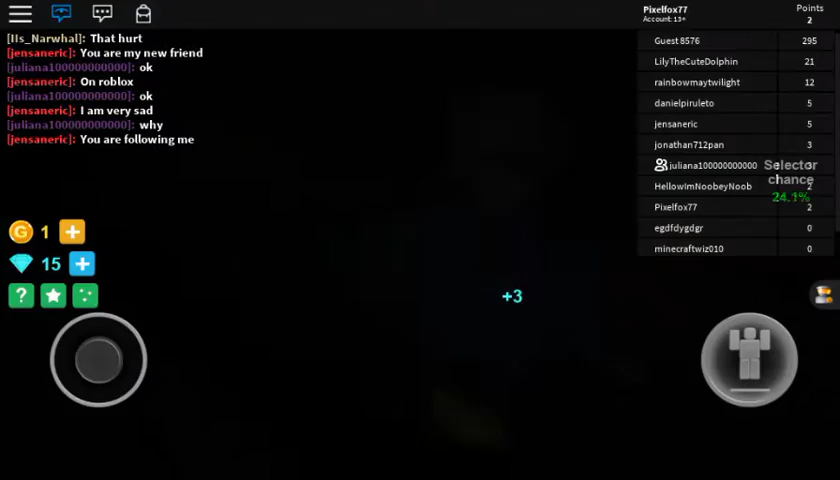 Pixelfox77
Account: 13+
Points
2
[IIs_Narwhal]: That hurt
[jensaneric]: You are my new friend
[juliana100000000000]: ok
[jensaneric]: On roblox
[juliana100000000000]: ok
[jensaneric]: I am very sad
[juliana100000000000]: why
[jensaneric]: You are following me
Guest 8576 295
LilyTheCuteDolphin 21
rainbowmaytwilight 12
danielpiruleto 5
jensaneric 5
jonathan712pan 3
juliana100000000000 3
HellowImNoobeyNoob 2
Pixelfox77 2
egdfdygdgr 0
minecraftwiz010 0
Selector
chance
24.1%
G 1 +
15 +
?
+3